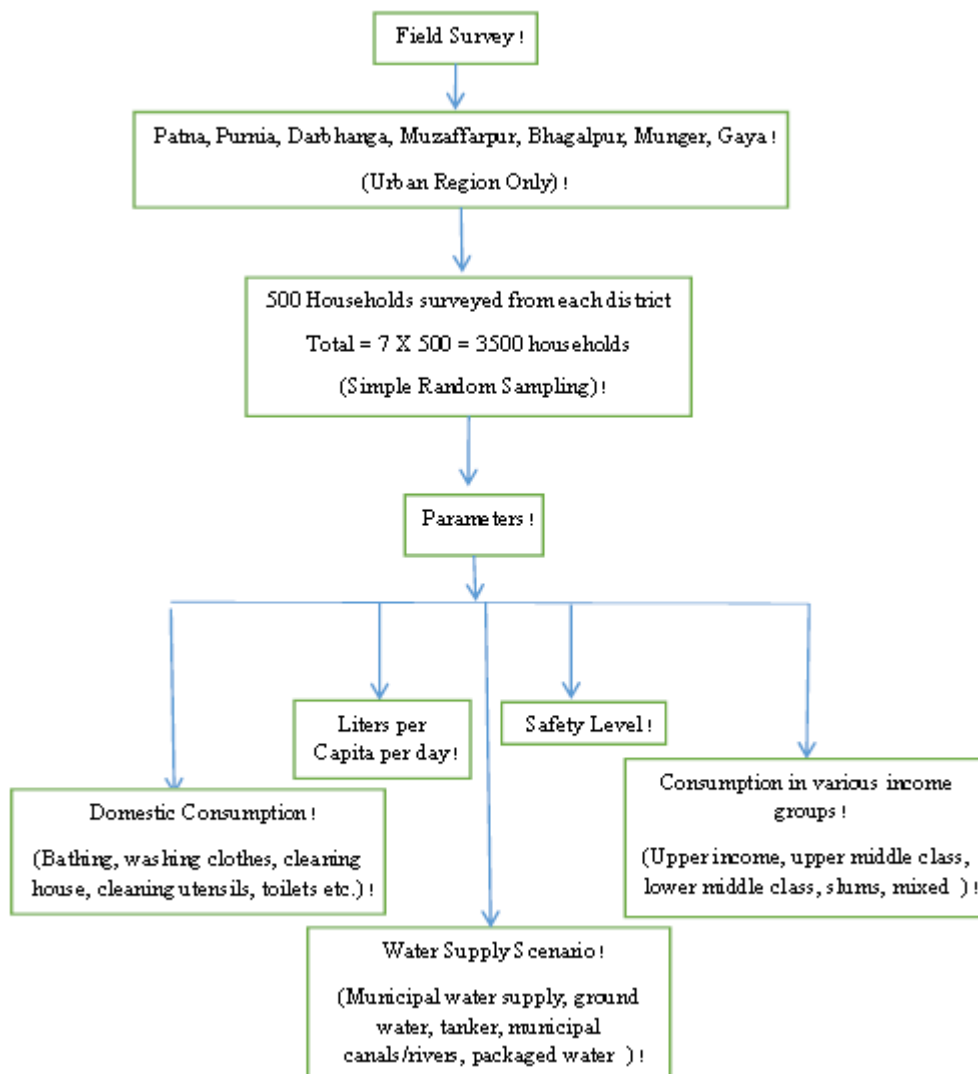 Field Survey !
Patna, Purnia, Darbhanga, Muzaffarpur, Bhagalpur, Munger, Gaya !
(Urban Region Only) !
500 Households surveyed from each district
Total = 7 X 500 = 3500 households
(Simple Random Sampling) !
Parameters !
Liters per
Capita per day !
Safety Level !
Domestic Consumption !
(Bathing, washing clothes, cleaning
house, cleaning utensils, toilets etc.) !
Consumption in various income
groups !
(Upper income, upper middle class,
lower middle class, slums, mixed ) !
Water Supply Scenario !
(Municipal water supply, ground
water, tanker, municipal
canals/rivers, packaged water ) !